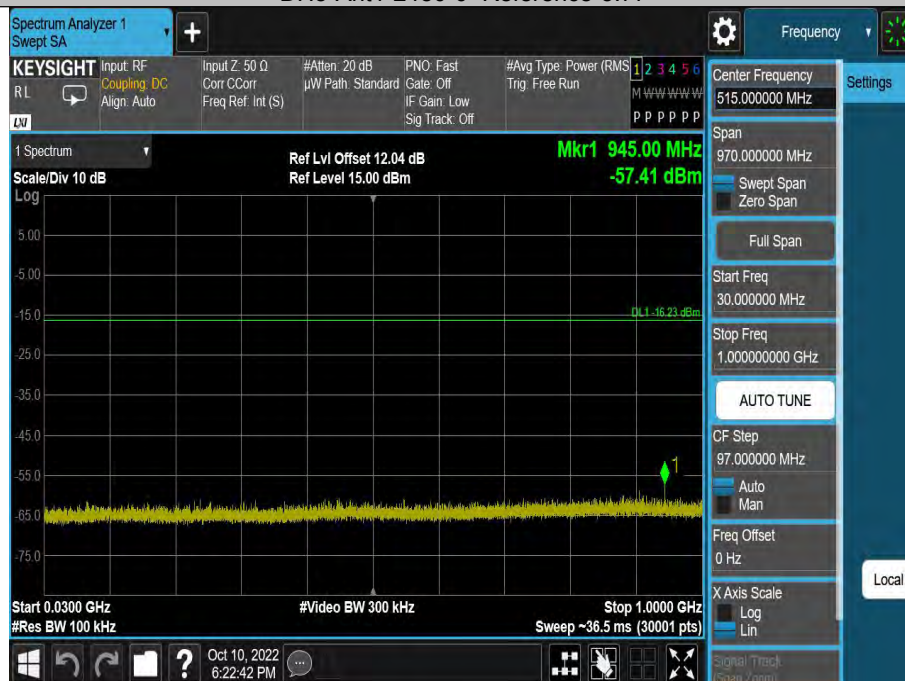 Spectrum Analyzer 1
Swept SA
+
Frequency
KEYSIGHT
RL
LXI
Input: RF
Coupling: DC
Align: Auto
Input Z: 50 Ω
Corr CCorr
Freq Ref: Int (S)
#Atten: 20 dB
µW Path: Standard
PNO: Fast
Gate: Off
IF Gain: Low
Sig Track: Off
#Avg Type: Power (RMS
Trig: Free Run
1 2 3 4 5 6
M W W W W W
P P P P P P
Center Frequency
515.000000 MHz
Settings
Span
970.000000 MHz
Swept Span
Zero Span
Full Span
Start Freq
30.000000 MHz
Stop Freq
1.000000000 GHz
AUTO TUNE
CF Step
97.000000 MHz
Auto
Man
Freq Offset
0 Hz
X Axis Scale
Log
Lin
Signal Track
(Span Zoom)
Local
1 Spectrum
Scale/Div 10 dB
Ref Lvl Offset 12.04 dB
Ref Level 15.00 dBm
Mkr1 945.00 MHz
-57.41 dBm
Log
5.00
-5.00
-15.0
DL1 -16.23 dBm
-25.0
-35.0
-45.0
1
-55.0
-65.0
-75.0
Start 0.0300 GHz
#Video BW 300 kHz
Stop 1.0000 GHz
#Res BW 100 kHz
Sweep ~36.5 ms (30001 pts)
?
Oct 10, 2022
6:22:42 PM